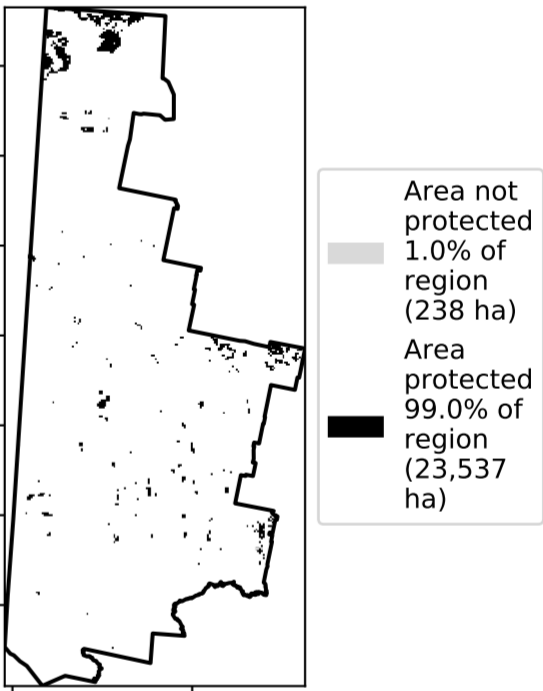 Area not
protected
1.0% of
region
(238 ha)
Area
protected
99.0% of
region
(23,537
ha)